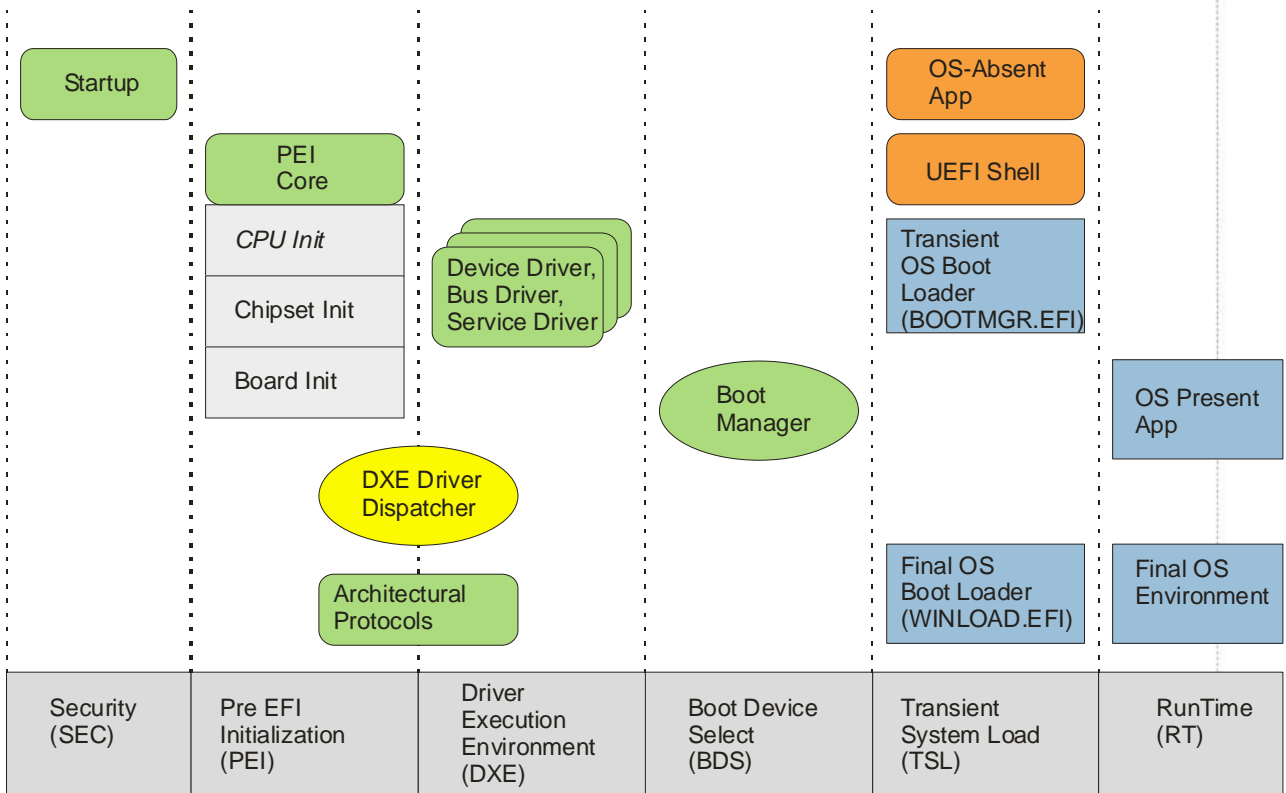 Startup
PEI
Core
CPU Init
Chipset Init
Board Init
DXE Driver
Dispatcher
Architectural
Protocols
Device Driver,
Bus Driver,
Service Driver
Boot
Manager
OS-Absent
App
UEFI Shell
Transient
OS Boot
Loader
(BOOTMGR.EFI)
Final OS
Boot Loader
(WINLOAD.EFI)
OS Present
App
Final OS
Environment
Security
(SEC)
Pre EFI
Initialization
(PEI)
Driver
Execution
Environment
(DXE)
Boot Device
Select
(BDS)
Transient
System Load
(TSL)
RunTime
(RT)